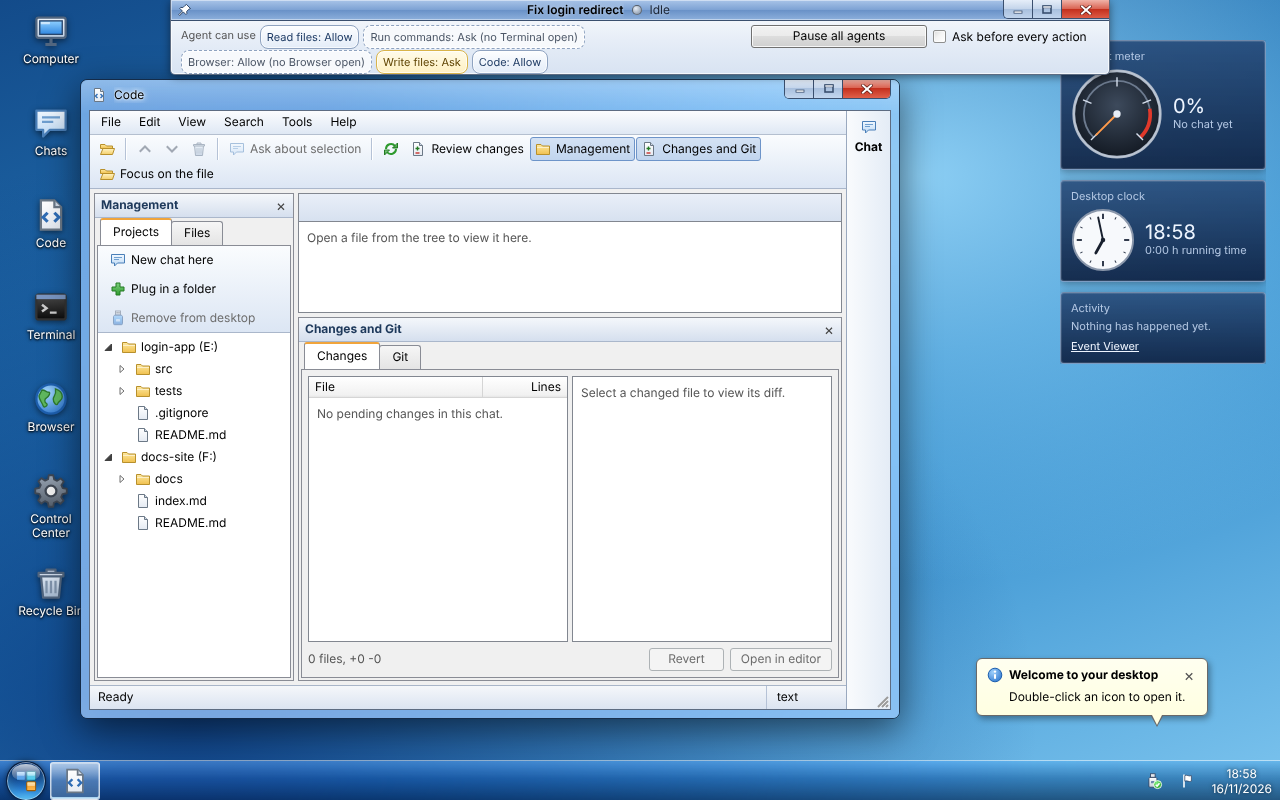 Fix login redirect Idle
Agent can use Read files: Allow Run commands: Ask (no Terminal open)
Browser: Allow (no Browser open) Write files: Ask Code: Allow
Pause all agents Ask before every action
Computer
Chats
Code
Terminal
Browser
Control
Center
Recycle Bin
Code
File Edit View Search Tools Help
Ask about selection Review changes Management Changes and Git
Focus on the file
Chat
Management
Projects Files
New chat here
Plug in a folder
Remove from desktop
login-app (E:)
src
tests
.gitignore
README.md
docs-site (F:)
docs
index.md
README.md
Open a file from the tree to view it here.
Changes and Git
Changes Git
File Lines
No pending changes in this chat.
Select a changed file to view its diff.
0 files, +0 -0 Revert Open in editor
Ready text
meter
0%
No chat yet
Desktop clock
18:58
0:00 h running time
Activity
Nothing has happened yet.
Event Viewer
Welcome to your desktop
Double-click an icon to open it.
18:58
16/11/2026